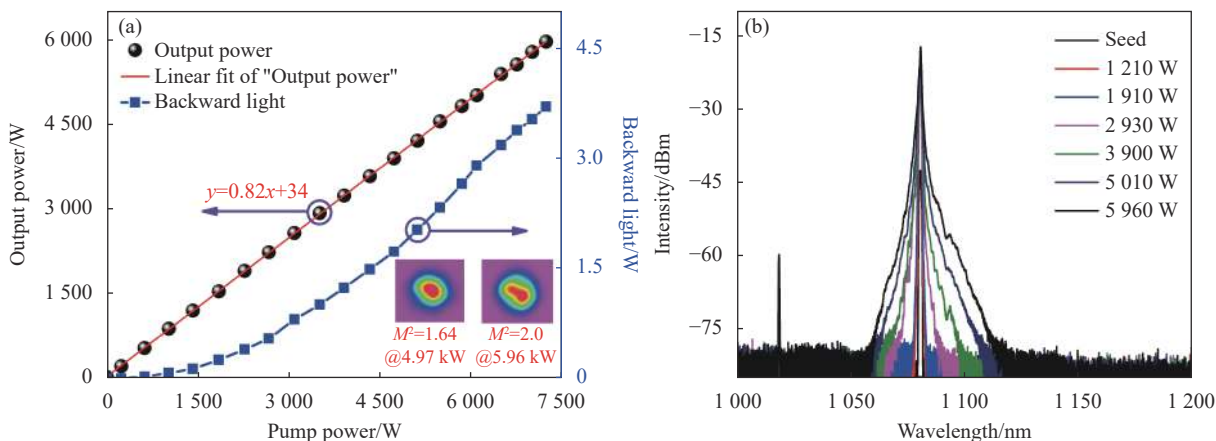 (a)
Output power
Linear fit of "Output power"
Backward light
y=0.82x+34
M²=1.64
@4.97 kW
M²=2.0
@5.96 kW
6 000
4 500
3 000
1 500
0
Output power/W
4.5
3.0
1.5
0
Backward light/W
0
1 500
3 000
4 500
6 000
7 500
Pump power/W
(b)
Seed
1 210 W
1 910 W
2 930 W
3 900 W
5 010 W
5 960 W
−15
−30
−45
−60
−75
Intensity/dBm
1 000
1 050
1 100
1 150
1 200
Wavelength/nm